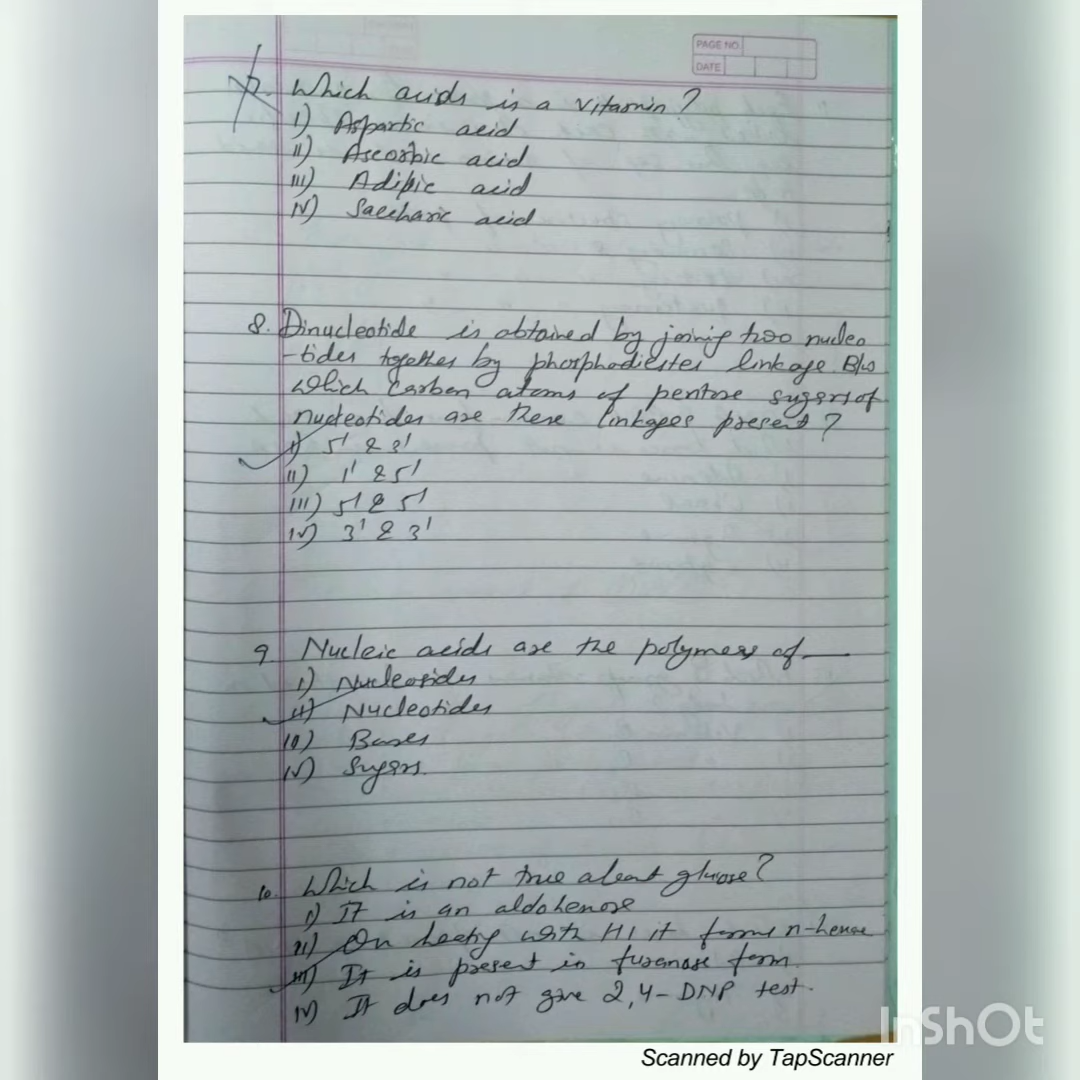 PAGE NO.
DATE
7. Which acids is a vitamin?
I) Aspartic acid
II) Ascorbic acid
III) Adipic acid
IV) Saccharic acid
8. Dinucleotide is obtained by joining two nucleo
-tides together by phosphodiester linkage. B/w
which carbon atoms of pentose sugars of
nucleotides are these linkages present?
I) 5' & 3'
II) 1' & 5'
III) 5' & 5'
IV) 3' & 3'
9 Nucleic acids are the polymers of —
I) Nucleosides
II) Nucleotides
III) Bases
IV) Sugars.
10. Which is not true about glucose?
I) It is an aldohexose
II) On heating with HI it forms n-hexane
III) It is present in furanose form.
IV) It does not give 2,4-DNP test.
InShOt
Scanned by TapScanner